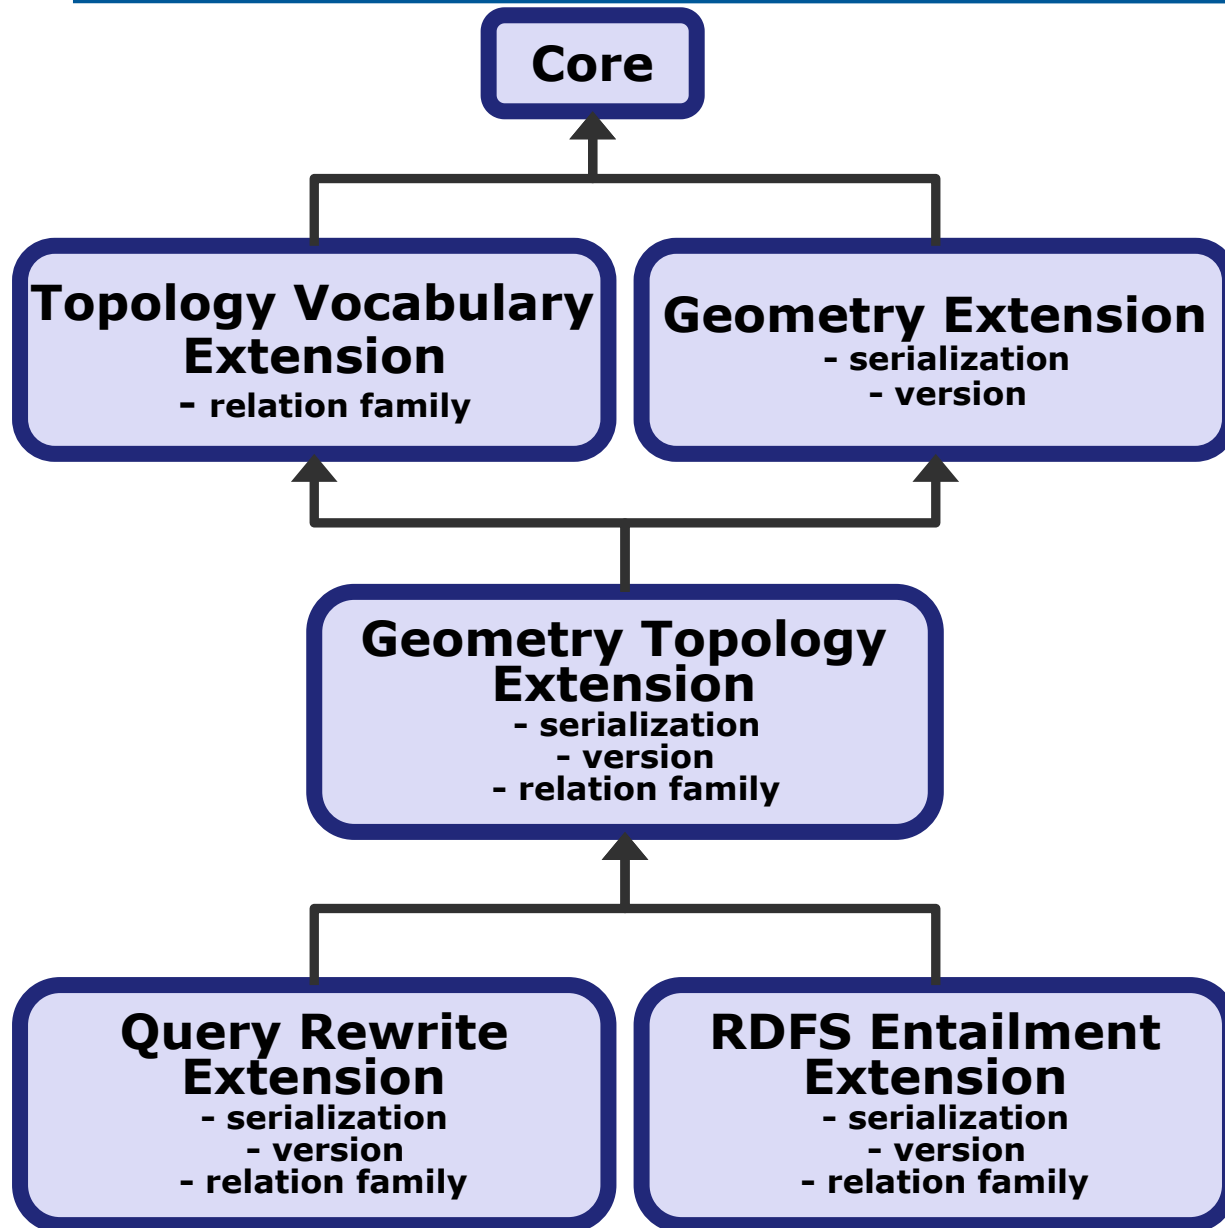 Core
Topology Vocabulary
Extension
- relation family
Geometry Extension
- serialization
- version
Geometry Topology
Extension
- serialization
- version
- relation family
Query Rewrite
Extension
- serialization
- version
- relation family
RDFS Entailment
Extension
- serialization
- version
- relation family